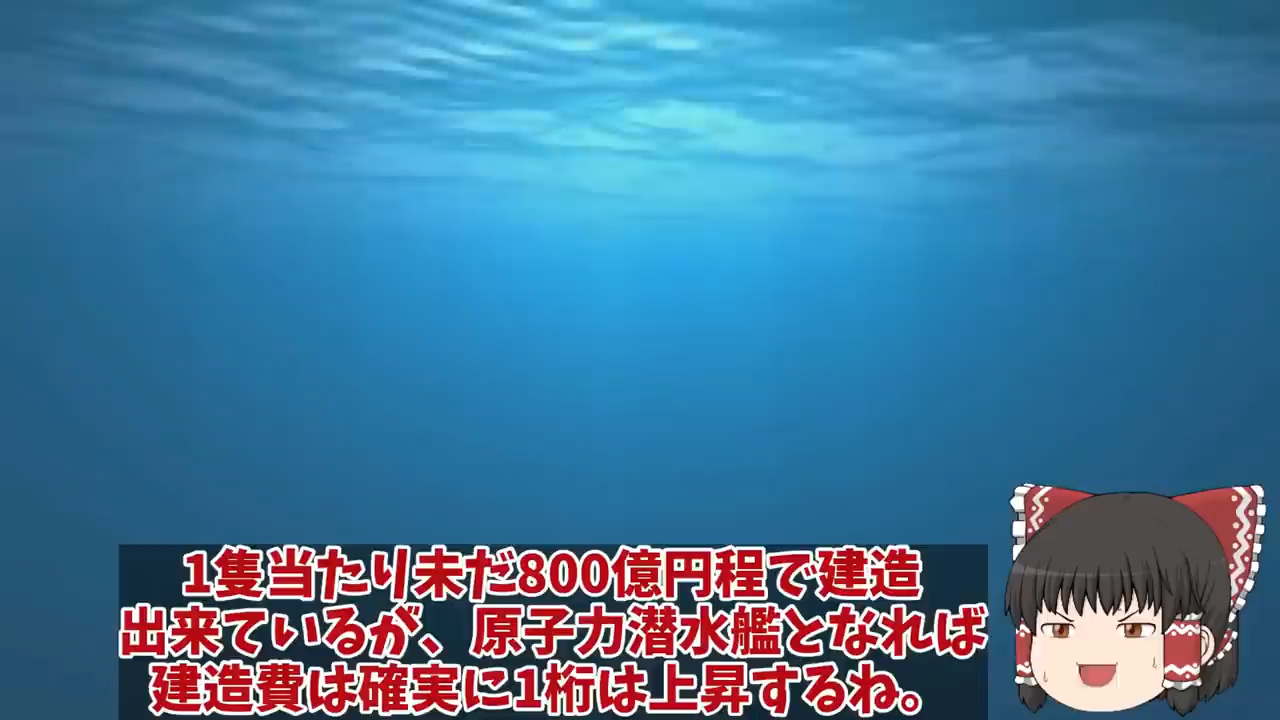 1隻当たり未だ800億円程で建造
出来ているが、原子力潜水艦となれば
建造費は確実に1桁は上昇するね。